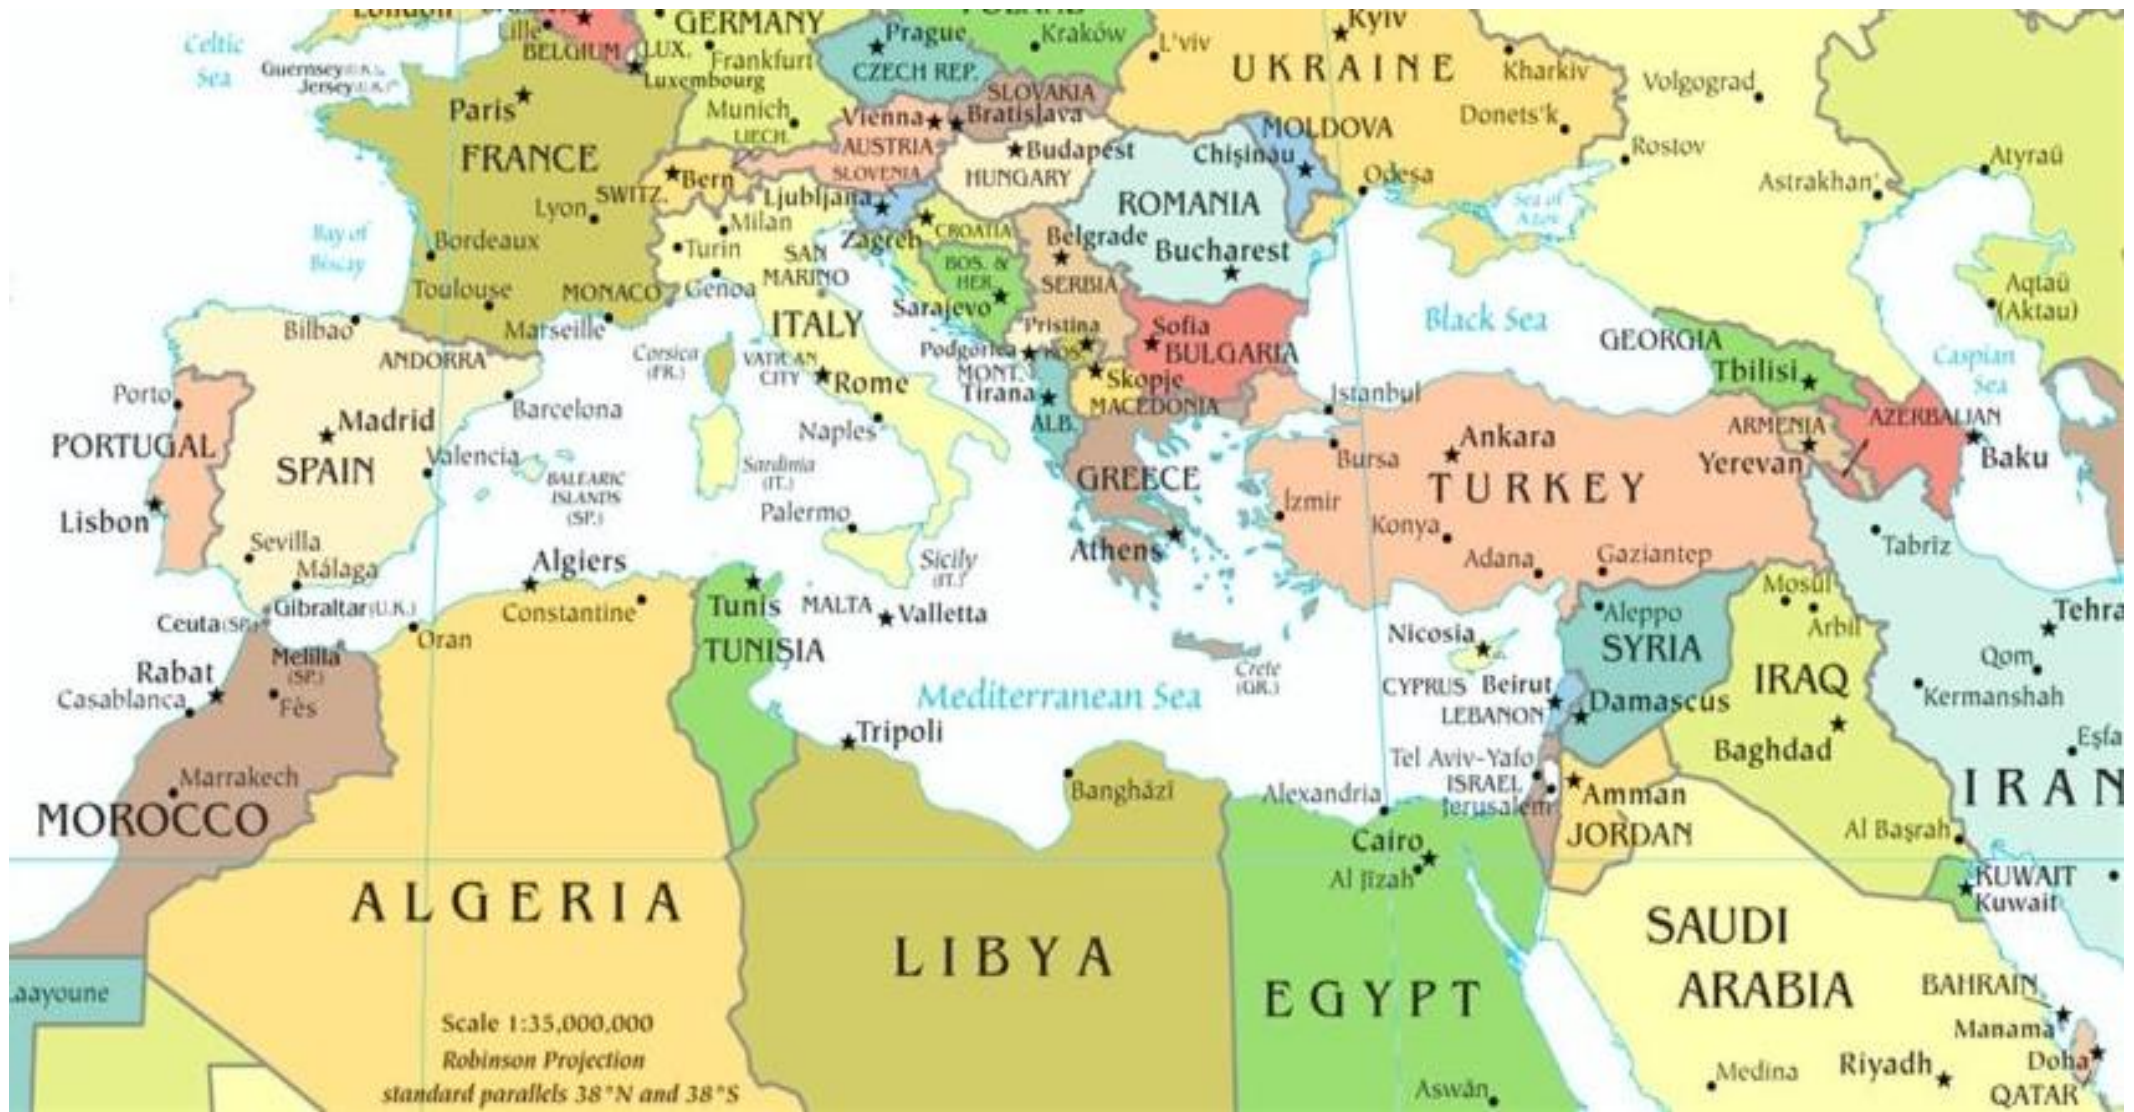 London
Lille
BELGIUM
LUX.
GERMANY
Frankfurt
Luxembourg
Prague
CZECH REP.
Kraków
L'viv
Kyiv
UKRAINE
Kharkiv
Donets'k
Volgograd
Celtic
Sea
Guernsey(U.K.)
Jersey(U.K.)
Paris
FRANCE
Munich
LIECH.
Vienna
AUSTRIA
SLOVAKIA
Bratislava
Budapest
HUNGARY
SLOVENIA
MOLDOVA
Chișinău
Odesa
Rostov
Astrakhan'
Atyraū
SWITZ.
Bern
Ljubljana
Lyon
Milan
Turin
Zagreb
CROATIA
ROMANIA
Bucharest
Belgrade
SERBIA
Sea of
Azov
Bay of
Biscay
Bordeaux
Toulouse
MONACO
Genoa
SAN
MARINO
BOS. &
HER.
Sarajevo
Aqtaū
(Aktau)
Bilbao
ANDORRA
Marseille
ITALY
Pristina
KOS.
Podgorica
MONT.
Sofia
BULGARIA
Black Sea
GEORGIA
Tbilisi
Caspian
Sea
Corsica
(FR.)
VATICAN
CITY
Rome
Tirana
ALB.
Skopje
MACEDONIA
Istanbul
Porto
PORTUGAL
Madrid
SPAIN
Barcelona
Valencia
Naples
Lisbon
BALEARIC
ISLANDS
(SP.)
Sardinia
(IT.)
Palermo
Sicily
(IT.)
GREECE
Athens
Bursa
Ankara
TURKEY
İzmir
Konya
Adana
Gaziantep
ARMENIA
Yerevan
AZERBAIJAN
Baku
Tabrīz
Sevilla
Málaga
Gibraltar(U.K.)
Ceuta(SP.)
Melilla
(SP.)
Algiers
Constantine
Oran
Tunis
TUNISIA
MALTA
Valletta
Crete
(GR.)
Nicosia
CYPRUS
Aleppo
SYRIA
Damascus
Beirut
LEBANON
Mosul
Arbīl
IRAQ
Baghdad
Tehra
Qom
Kermanshah
Eşfa
IRAN
Rabat
Casablanca
Fès
Marrakech
MOROCCO
Mediterranean Sea
Tripoli
Banghāzī
Alexandria
Tel Aviv-Yafo
ISRAEL
Jerusalem
Amman
JORDAN
Cairo
Al Jīzah
Al Başrah
KUWAIT
Kuwait
ALGERIA
LIBYA
EGYPT
SAUDI
ARABIA
BAHRAIN
Manama
Doha
QATAR
Riyadh
Medina
Aswān
Laayoune
Scale 1:35,000,000
Robinson Projection
standard parallels 38°N and 38°S